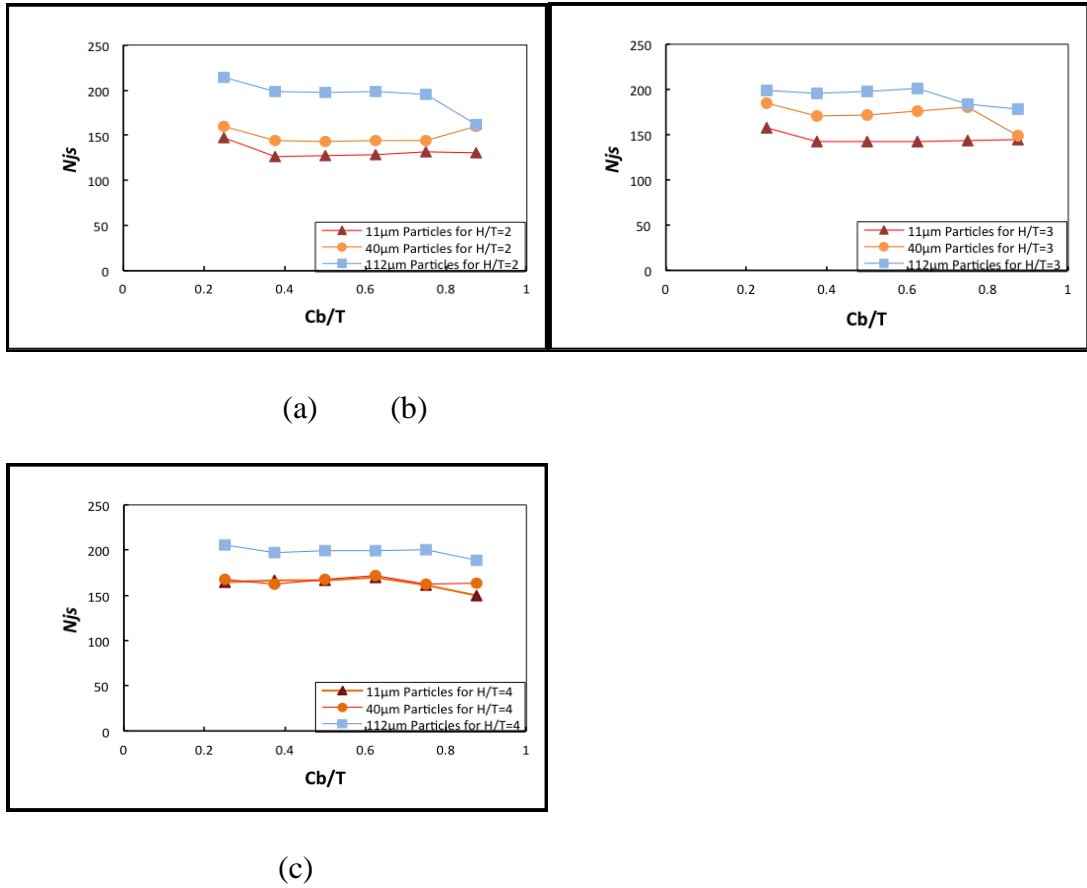 250
200
150
100
50
0
Njs
11μm Particles for H/T=2
40μm Particles for H/T=2
112μm Particles for H/T=2
0 0.2 0.4 0.6 0.8 1
Cb/T
250
200
150
100
50
0
Njs
11μm Particles for H/T=3
40μm Particles for H/T=3
112μm Particles for H/T=3
0 0.2 0.4 0.6 0.8 1
Cb/T
(a) (b)
250
200
150
100
50
0
Njs
11μm Particles for H/T=4
40μm Particles for H/T=4
112μm Particles for H/T=4
0 0.2 0.4 0.6 0.8 1
Cb/T
(c)